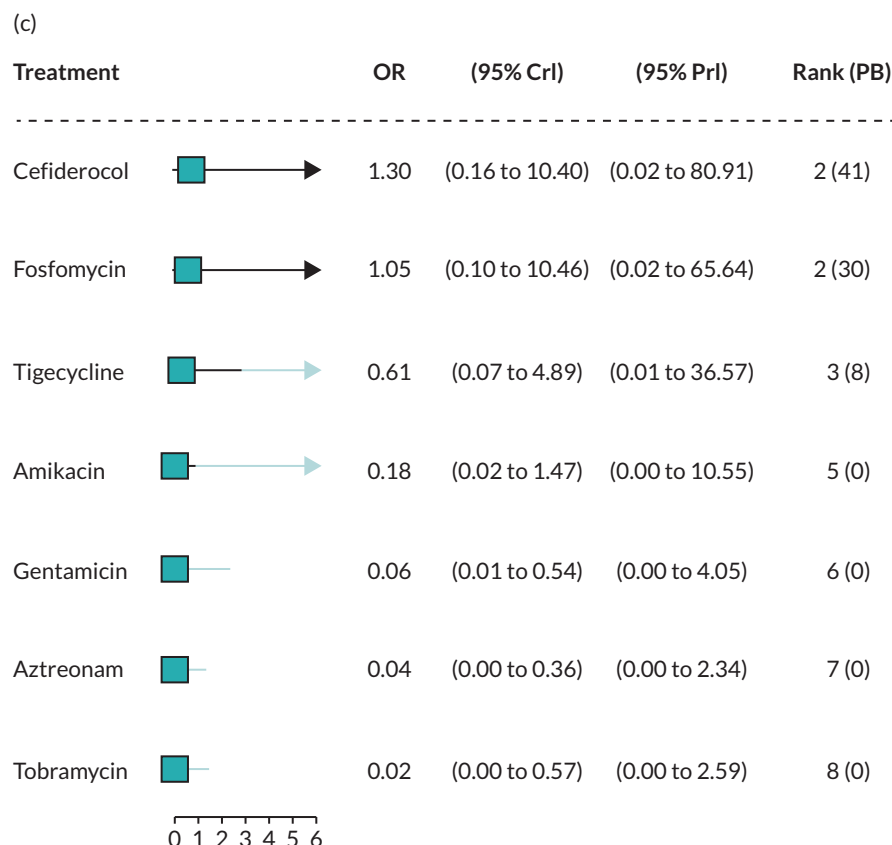 (c)
Treatment OR (95% Crl) (95% Prl) Rank (PB)
Cefiderocol 1.30 (0.16 to 10.40) (0.02 to 80.91) 2 (41)
Fosfomycin 1.05 (0.10 to 10.46) (0.02 to 65.64) 2 (30)
Tigecycline 0.61 (0.07 to 4.89) (0.01 to 36.57) 3 (8)
Amikacin 0.18 (0.02 to 1.47) (0.00 to 10.55) 5 (0)
Gentamicin 0.06 (0.01 to 0.54) (0.00 to 4.05) 6 (0)
Aztreonam 0.04 (0.00 to 0.36) (0.00 to 2.34) 7 (0)
Tobramycin 0.02 (0.00 to 0.57) (0.00 to 2.59) 8 (0)
0 1 2 3 4 5 6